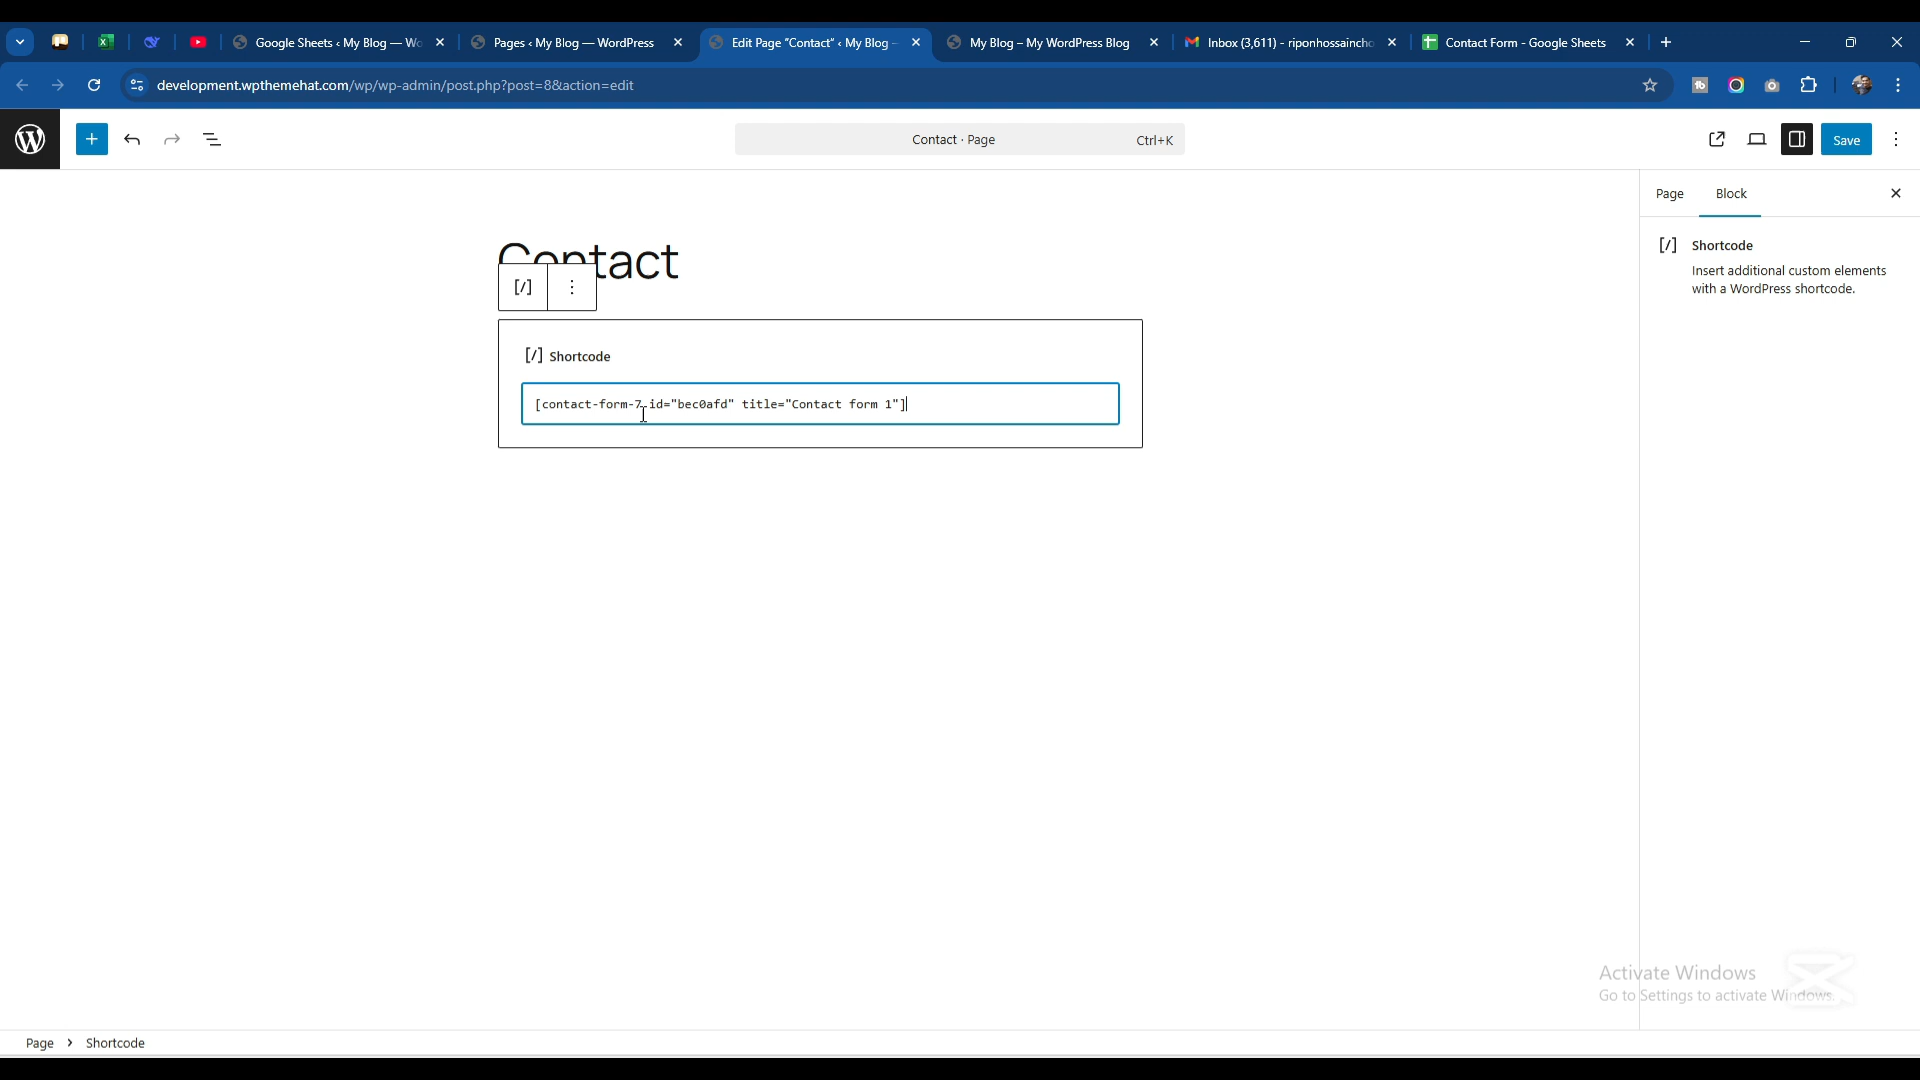 Google Sheets ‹ My Blog — Wo
Pages ‹ My Blog — WordPress
Edit Page "Contact" ‹ My Blog -
My Blog – My WordPress Blog
Inbox (3,611) - riponhossaincho
Contact Form - Google Sheets
development.wpthemehat.com/wp/wp-admin/post.php?post=8&action=edit
Contact · Page
Ctrl+K
Save
Page
Block
Contact
[/] Shortcode
Insert additional custom elements
with a WordPress shortcode.
[/]
[/] Shortcode
[contact-form-7 id="bec0afd" title="Contact form 1"]
Activate Windows
Go to Settings to activate Windows.
Page › Shortcode